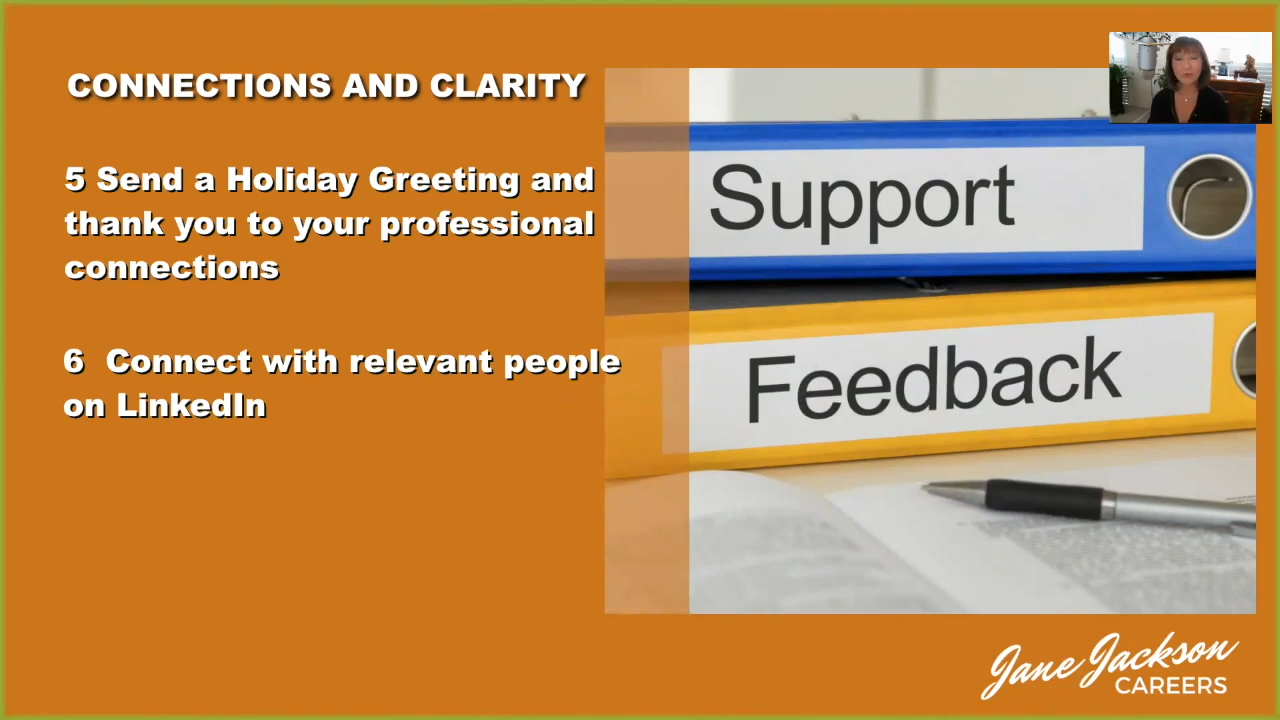 CONNECTIONS AND CLARITY
5 Send a Holiday Greeting and
thank you to your professional
connections
6 Connect with relevant people
on LinkedIn
Support
Feedback
Jane Jackson
CAREERS